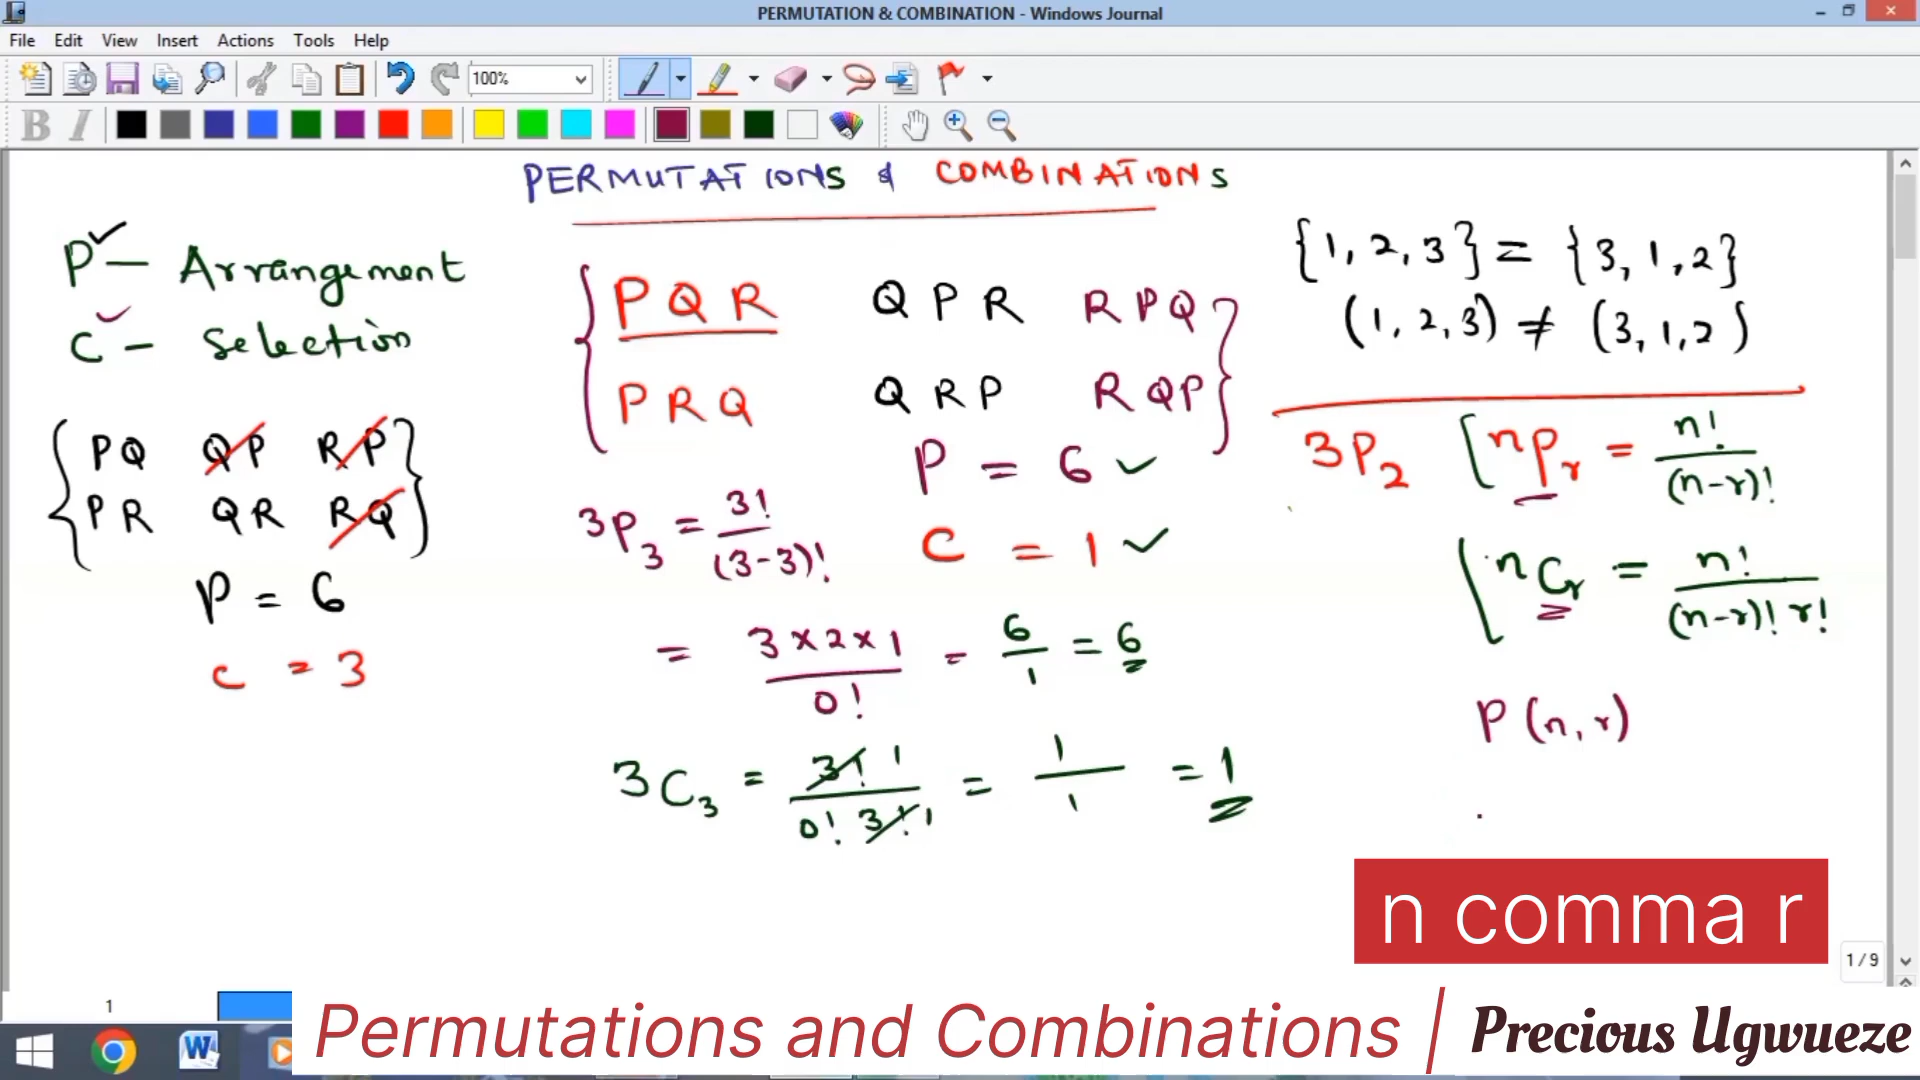 PERMUTATION & COMBINATION - Windows Journal
File Edit View Insert Actions Tools Help
100%
B I
PERMUTATIONS & COMBINATIONS
P – Arrangement
C – Selection
{ PQ QP RP
PR QR RQ }
P = 6
C = 3
{ PQR QPR RPQ
PRQ QRP RQP }
P = 6 ✓
C = 1 ✓
3P3 = 3! / (3-3)!
= 3×2×1 / 0! = 6/1 = 6
3C3 = 3! 1 / 0! 3! 1 = 1/1 = 1
{1, 2, 3} = {3, 1, 2}
(1, 2, 3) ≠ (3, 1, 2)
3P2 [ nPr = n! / (n-r)!
[ nCr = n! / (n-r)! r!
P (n, r)
n comma r
1 / 9
1
Permutations and Combinations | Precious Ugwueze